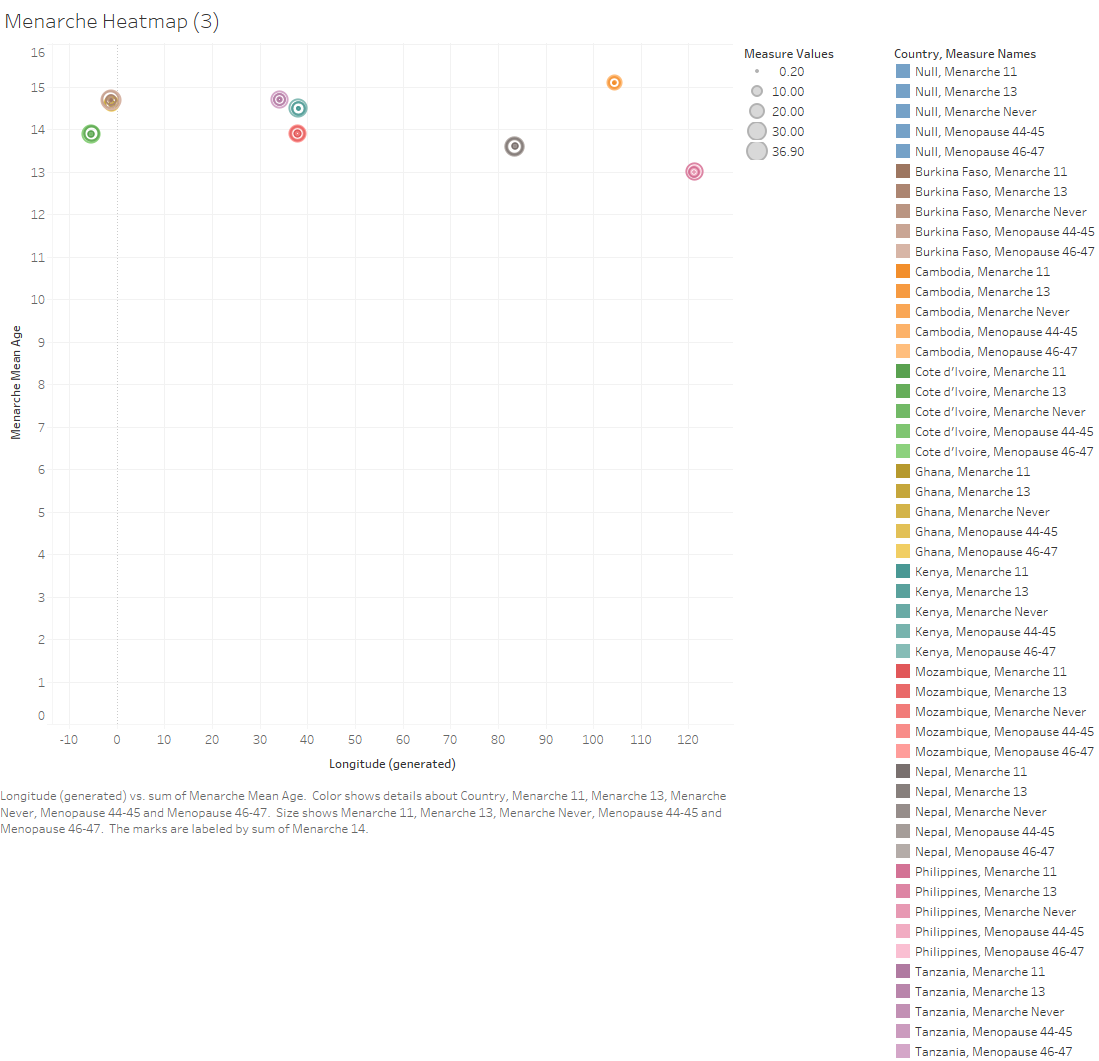 Menarche Heatmap (3)
16
15
14
13
12
11
10
9
8
7
6
5
4
3
2
1
0
Menarche Mean Age
-10 0 10 20 30 40 50 60 70 80 90 100 110 120
Longitude (generated)
Longitude (generated) vs. sum of Menarche Mean Age. Color shows details about Country, Menarche 11, Menarche 13, Menarche
Never, Menopause 44-45 and Menopause 46-47. Size shows Menarche 11, Menarche 13, Menarche Never, Menopause 44-45 and
Menopause 46-47. The marks are labeled by sum of Menarche 14.
Measure Values
0.20
10.00
20.00
30.00
36.90
Country, Measure Names
Null, Menarche 11
Null, Menarche 13
Null, Menarche Never
Null, Menopause 44-45
Null, Menopause 46-47
Burkina Faso, Menarche 11
Burkina Faso, Menarche 13
Burkina Faso, Menarche Never
Burkina Faso, Menopause 44-45
Burkina Faso, Menopause 46-47
Cambodia, Menarche 11
Cambodia, Menarche 13
Cambodia, Menarche Never
Cambodia, Menopause 44-45
Cambodia, Menopause 46-47
Cote d’Ivoire, Menarche 11
Cote d’Ivoire, Menarche 13
Cote d’Ivoire, Menarche Never
Cote d’Ivoire, Menopause 44-45
Cote d’Ivoire, Menopause 46-47
Ghana, Menarche 11
Ghana, Menarche 13
Ghana, Menarche Never
Ghana, Menopause 44-45
Ghana, Menopause 46-47
Kenya, Menarche 11
Kenya, Menarche 13
Kenya, Menarche Never
Kenya, Menopause 44-45
Kenya, Menopause 46-47
Mozambique, Menarche 11
Mozambique, Menarche 13
Mozambique, Menarche Never
Mozambique, Menopause 44-45
Mozambique, Menopause 46-47
Nepal, Menarche 11
Nepal, Menarche 13
Nepal, Menarche Never
Nepal, Menopause 44-45
Nepal, Menopause 46-47
Philippines, Menarche 11
Philippines, Menarche 13
Philippines, Menarche Never
Philippines, Menopause 44-45
Philippines, Menopause 46-47
Tanzania, Menarche 11
Tanzania, Menarche 13
Tanzania, Menarche Never
Tanzania, Menopause 44-45
Tanzania, Menopause 46-47